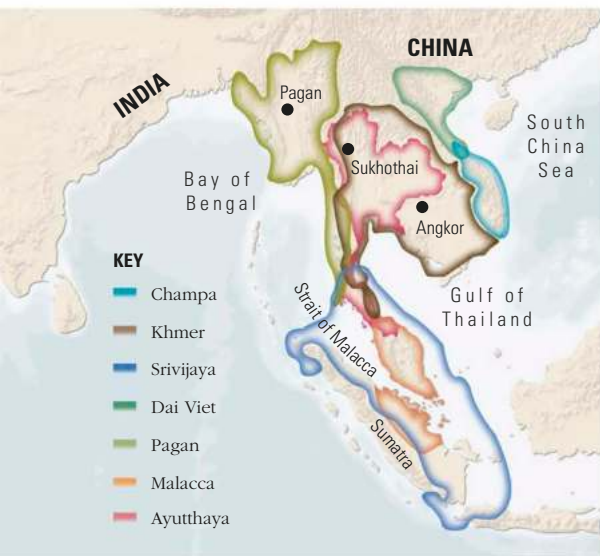 CHINA
INDIA
Pagan
South
China
Sea
Sukhothai
Bay of
Bengal
Angkor
KEY
Champa
Khmer
Srivijaya
Dai Viet
Pagan
Malacca
Ayutthaya
Gulf of
Thailand
Strait of Malacca
Sumatra